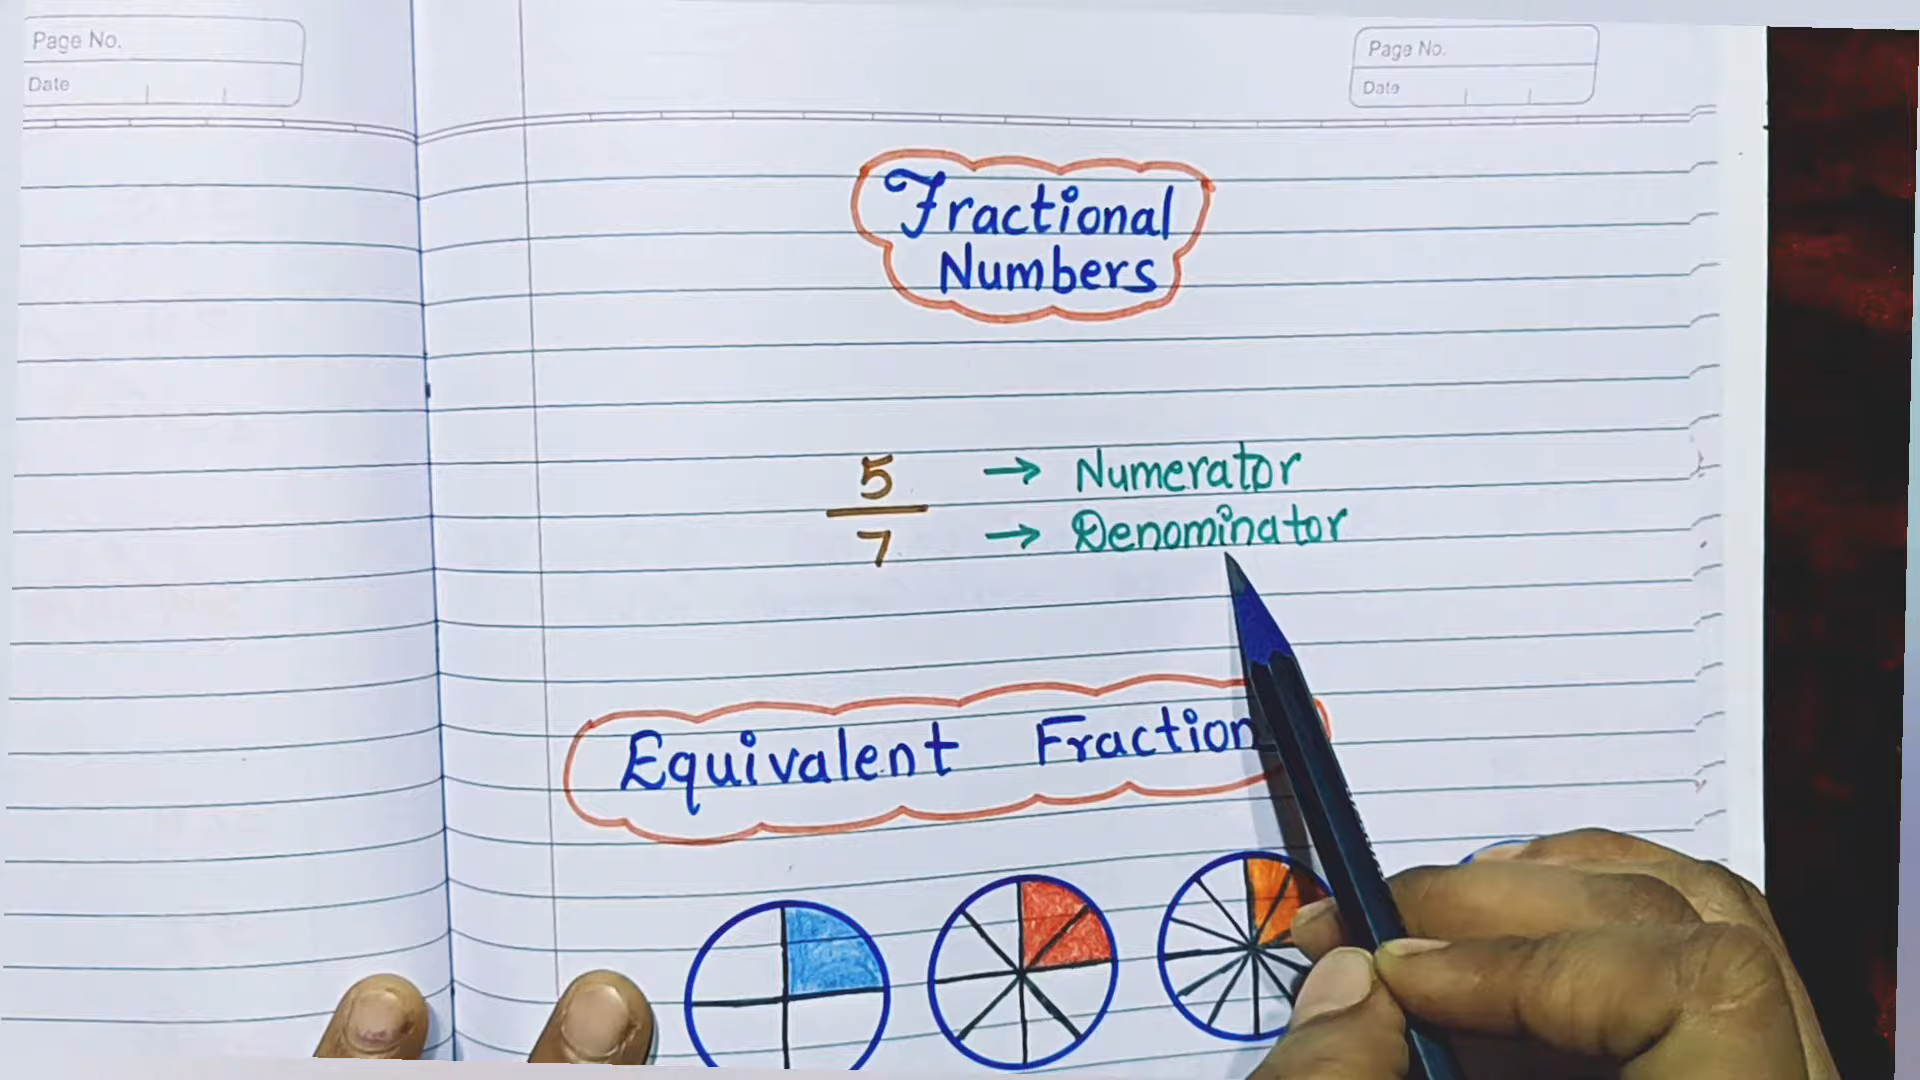 Page No.
Date
Page No.
Date
Fractional
Numbers
5 → Numerator
7 → Denominator
Equivalent Fraction